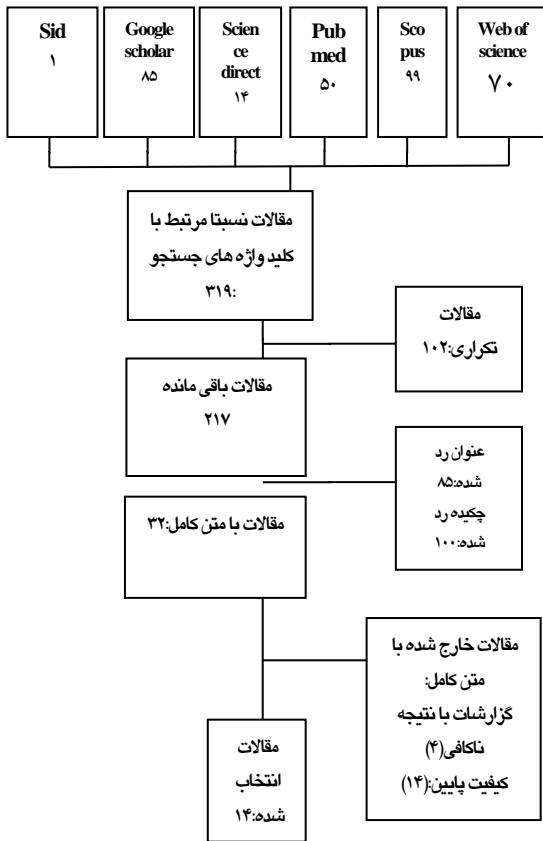 Sid
۱
Google
scholar
۸۵
Scien
ce
direct
۱۴
Pub
med
۵۰
Sco
pus
۹۹
Web of
science
۷۰
مقالات نسبتا مرتبط با
کلید واژه های جستجو
:۳۱۹
مقالات
تکراری:۱۰۲
مقالات باقی مانده
۲۱۷
عنوان رد
شده:۸۵
چکیده رد
شده:۱۰۰
مقالات با متن کامل:۳۲
مقالات خارج شده با
متن کامل:
گزارشات با نتیجه
ناکافی(۴)
کیفیت پایین:(۱۴)
مقالات
انتخاب
شده:۱۴